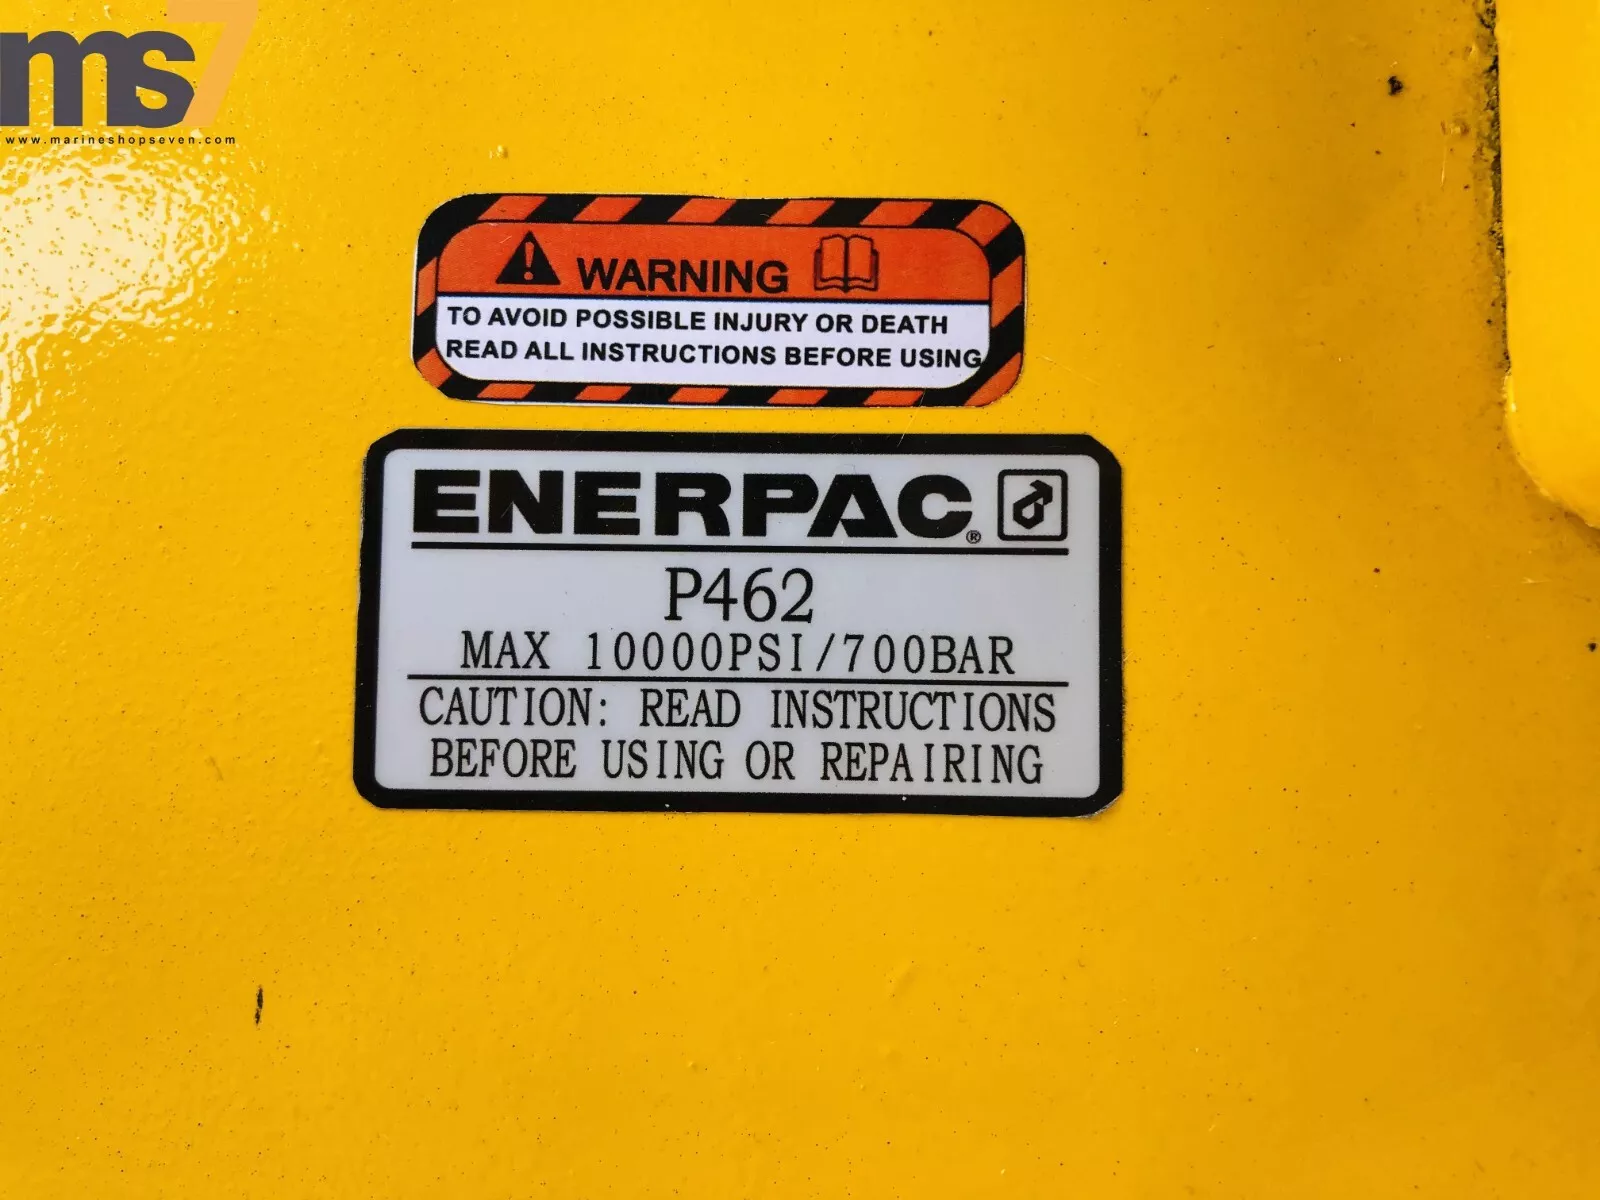 ms7
www.marineshopseven.com
WARNING
TO AVOID POSSIBLE INJURY OR DEATH
READ ALL INSTRUCTIONS BEFORE USING
ENERPAC®
P462
MAX 10000PSI/700BAR
CAUTION: READ INSTRUCTIONS
BEFORE USING OR REPAIRING